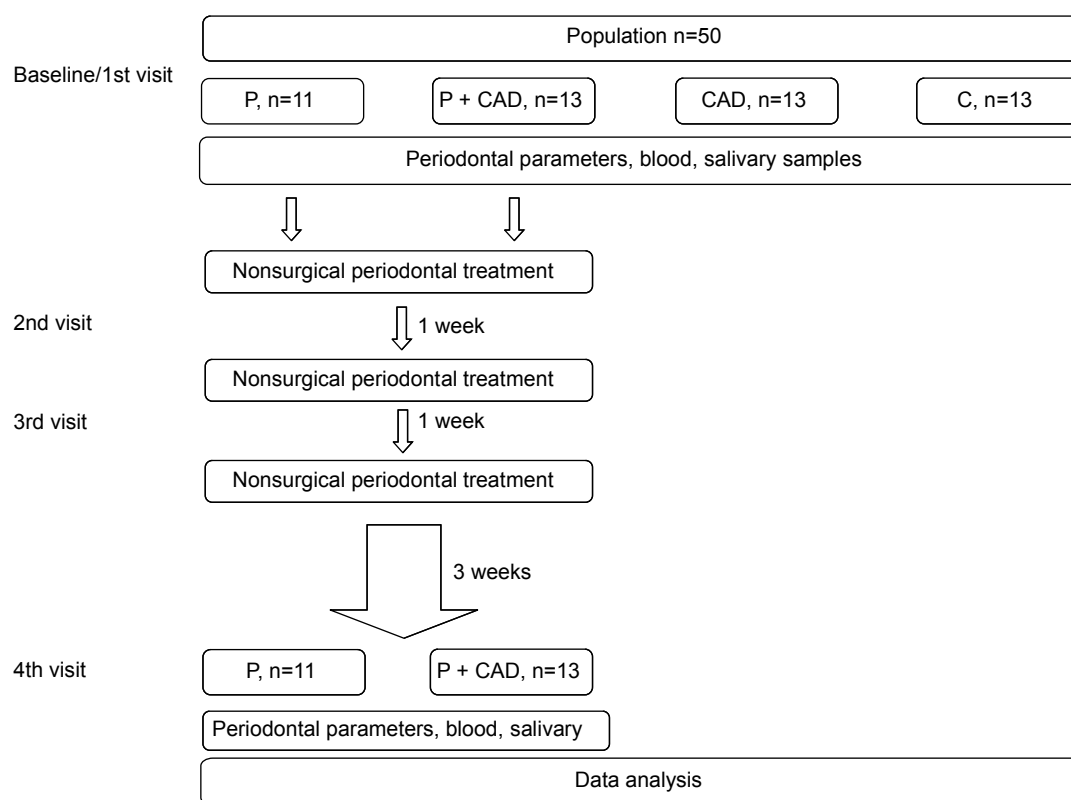 Population n=50
Baseline/1st visit
P, n=11
P + CAD, n=13
CAD, n=13
C, n=13
Periodontal parameters, blood, salivary samples
Nonsurgical periodontal treatment
2nd visit
1 week
Nonsurgical periodontal treatment
3rd visit
1 week
Nonsurgical periodontal treatment
3 weeks
4th visit
P, n=11
P + CAD, n=13
Periodontal parameters, blood, salivary
Data analysis